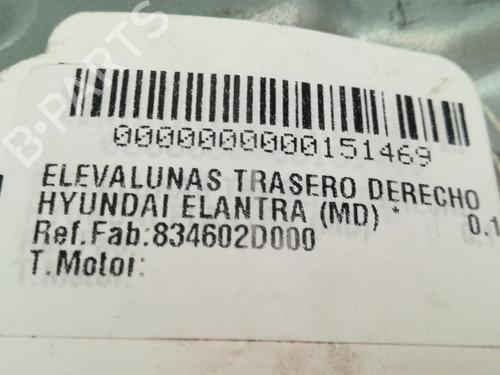 B-PARTS
0000000000151469
ELEVALUNAS TRASERO DERECHO
HYUNDAI ELANTRA (MD) * 0.1
Ref.Fab:834602D000
T.Motor: